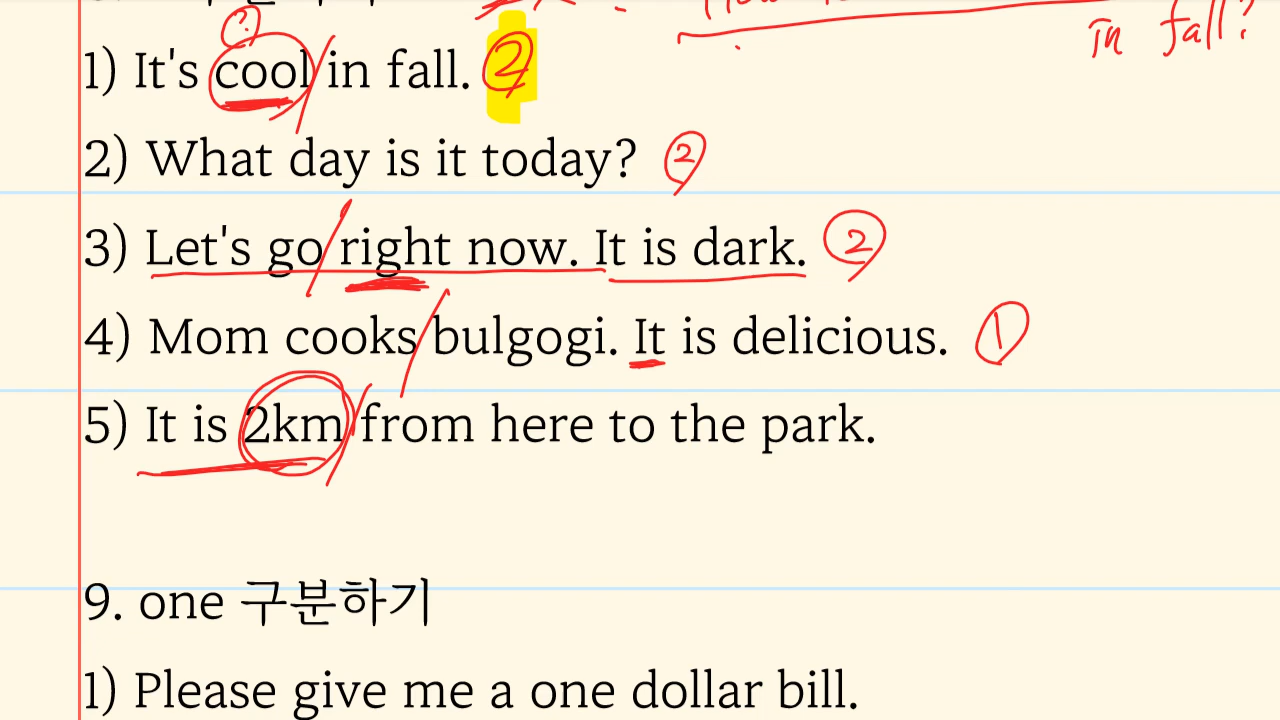 in fall?
?
1) It's cool in fall. 2
2) What day is it today? 2
3) Let's go right now. It is dark. 2
4) Mom cooks bulgogi. It is delicious. 1
5) It is 2km from here to the park.
9. one 구분하기
1) Please give me a one dollar bill.